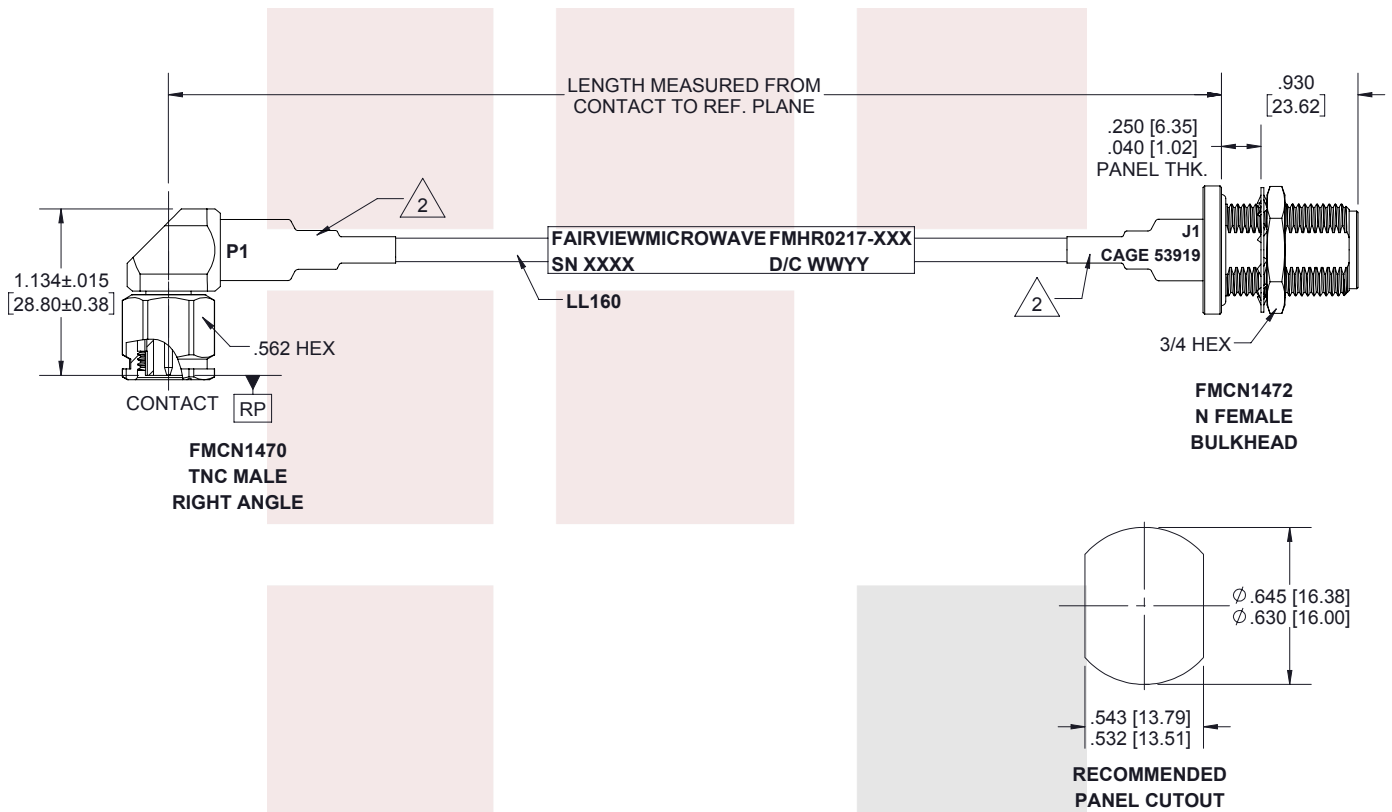 LENGTH MEASURED FROM
CONTACT TO REF. PLANE
.930
[23.62]
.250 [6.35]
.040 [1.02]
PANEL THK.
2
P1
FAIRVIEWMICROWAVE FMHR0217-XXX
SN XXXX D/C WWYY
J1
CAGE 53919
1.134±.015
[28.80±0.38]
LL160
2
.562 HEX
3/4 HEX
CONTACT
RP
FMCN1470
TNC MALE
RIGHT ANGLE
FMCN1472
N FEMALE
BULKHEAD
Ø .645 [16.38]
Ø .630 [16.00]
.543 [13.79]
.532 [13.51]
RECOMMENDED
PANEL CUTOUT